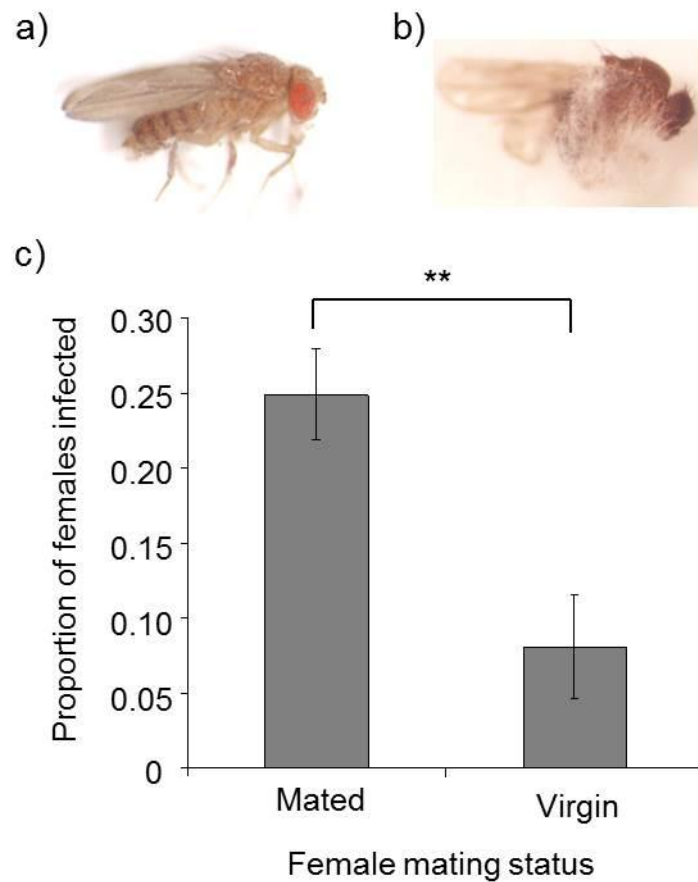 a)
b)
c)
**
Proportion of females infected
0.30
0.25
0.20
0.15
0.10
0.05
0
Mated
Virgin
Female mating status